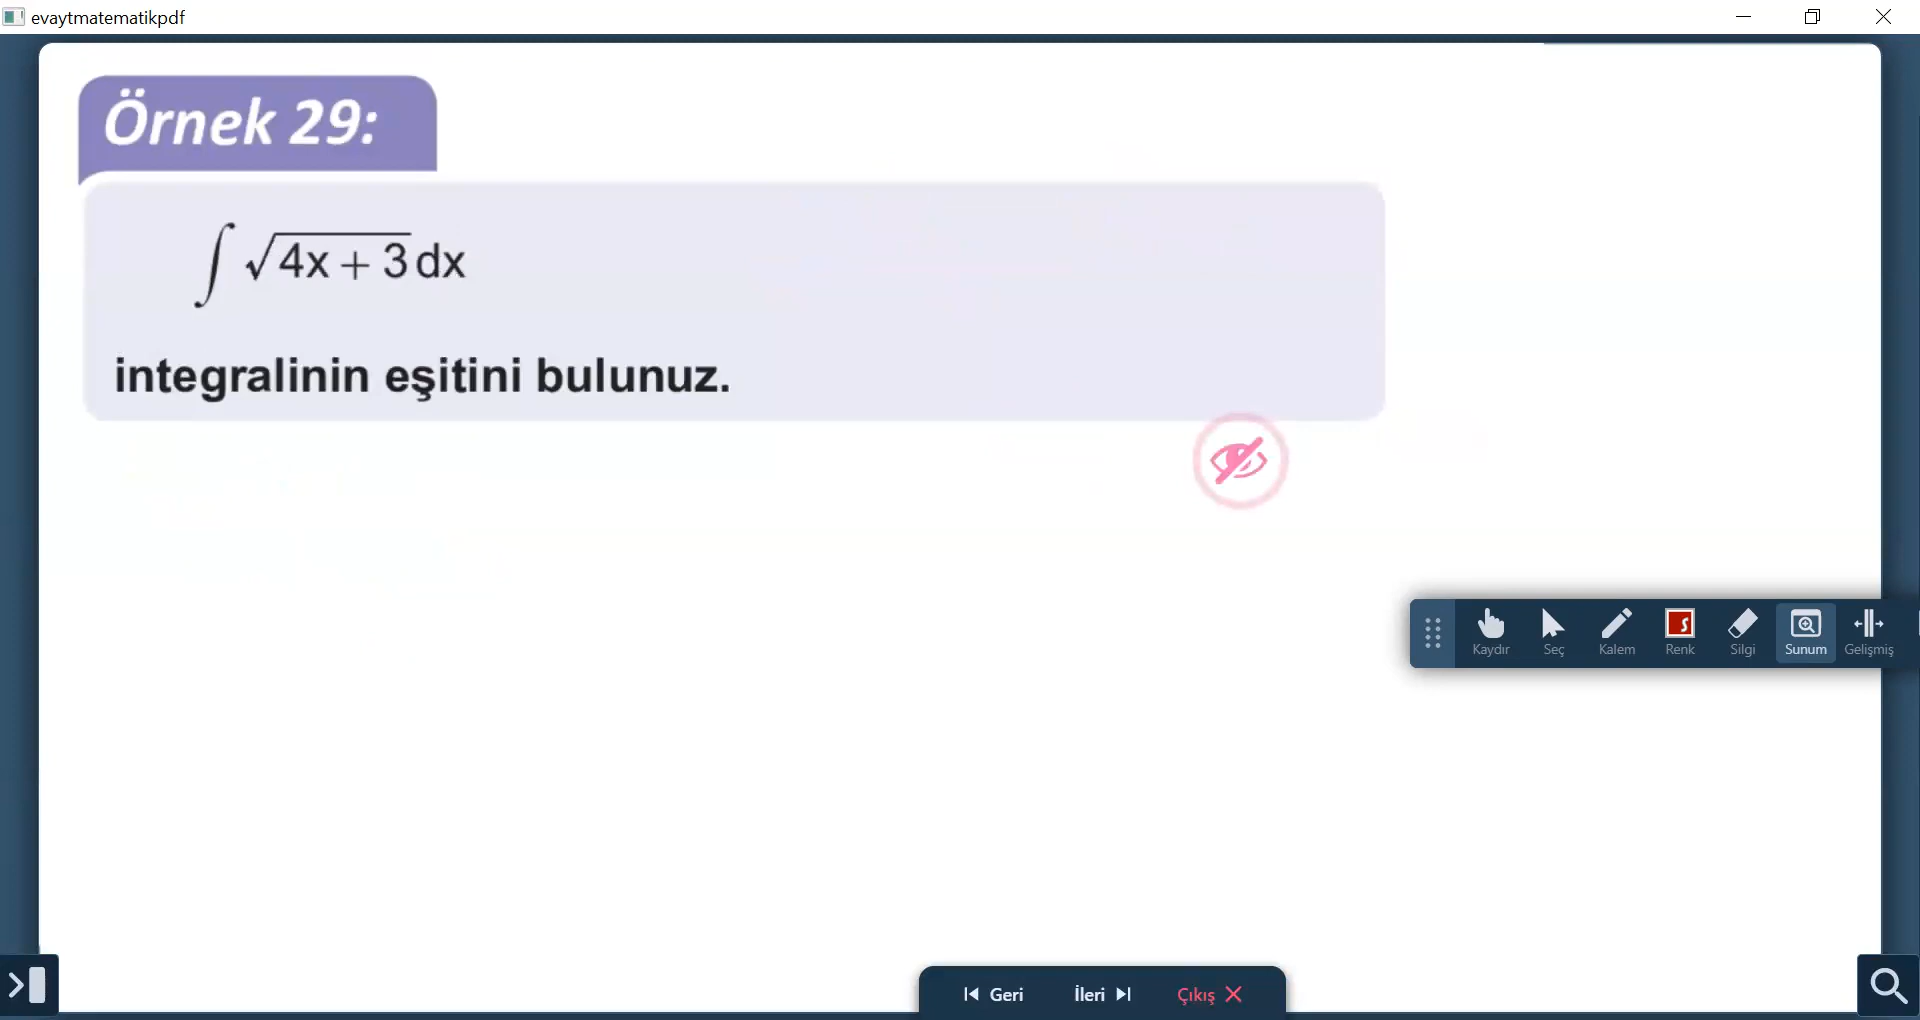 evaytmatematikpdf
Örnek 29:
∫ √4x + 3 dx
integralinin eşitini bulunuz.
Kaydır Seç Kalem Renk Silgi Sunum Gelişmiş
Geri İleri Çıkış